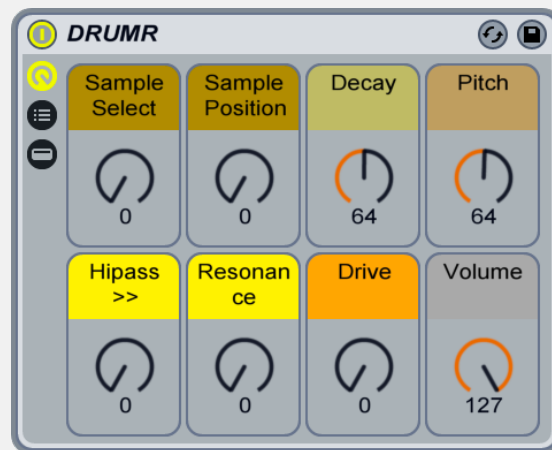 DRUMR
Sample
Select
Sample
Position
Decay
Pitch
0
0
64
64
Hipass
>>
Resonan
ce
Drive
Volume
0
0
0
127